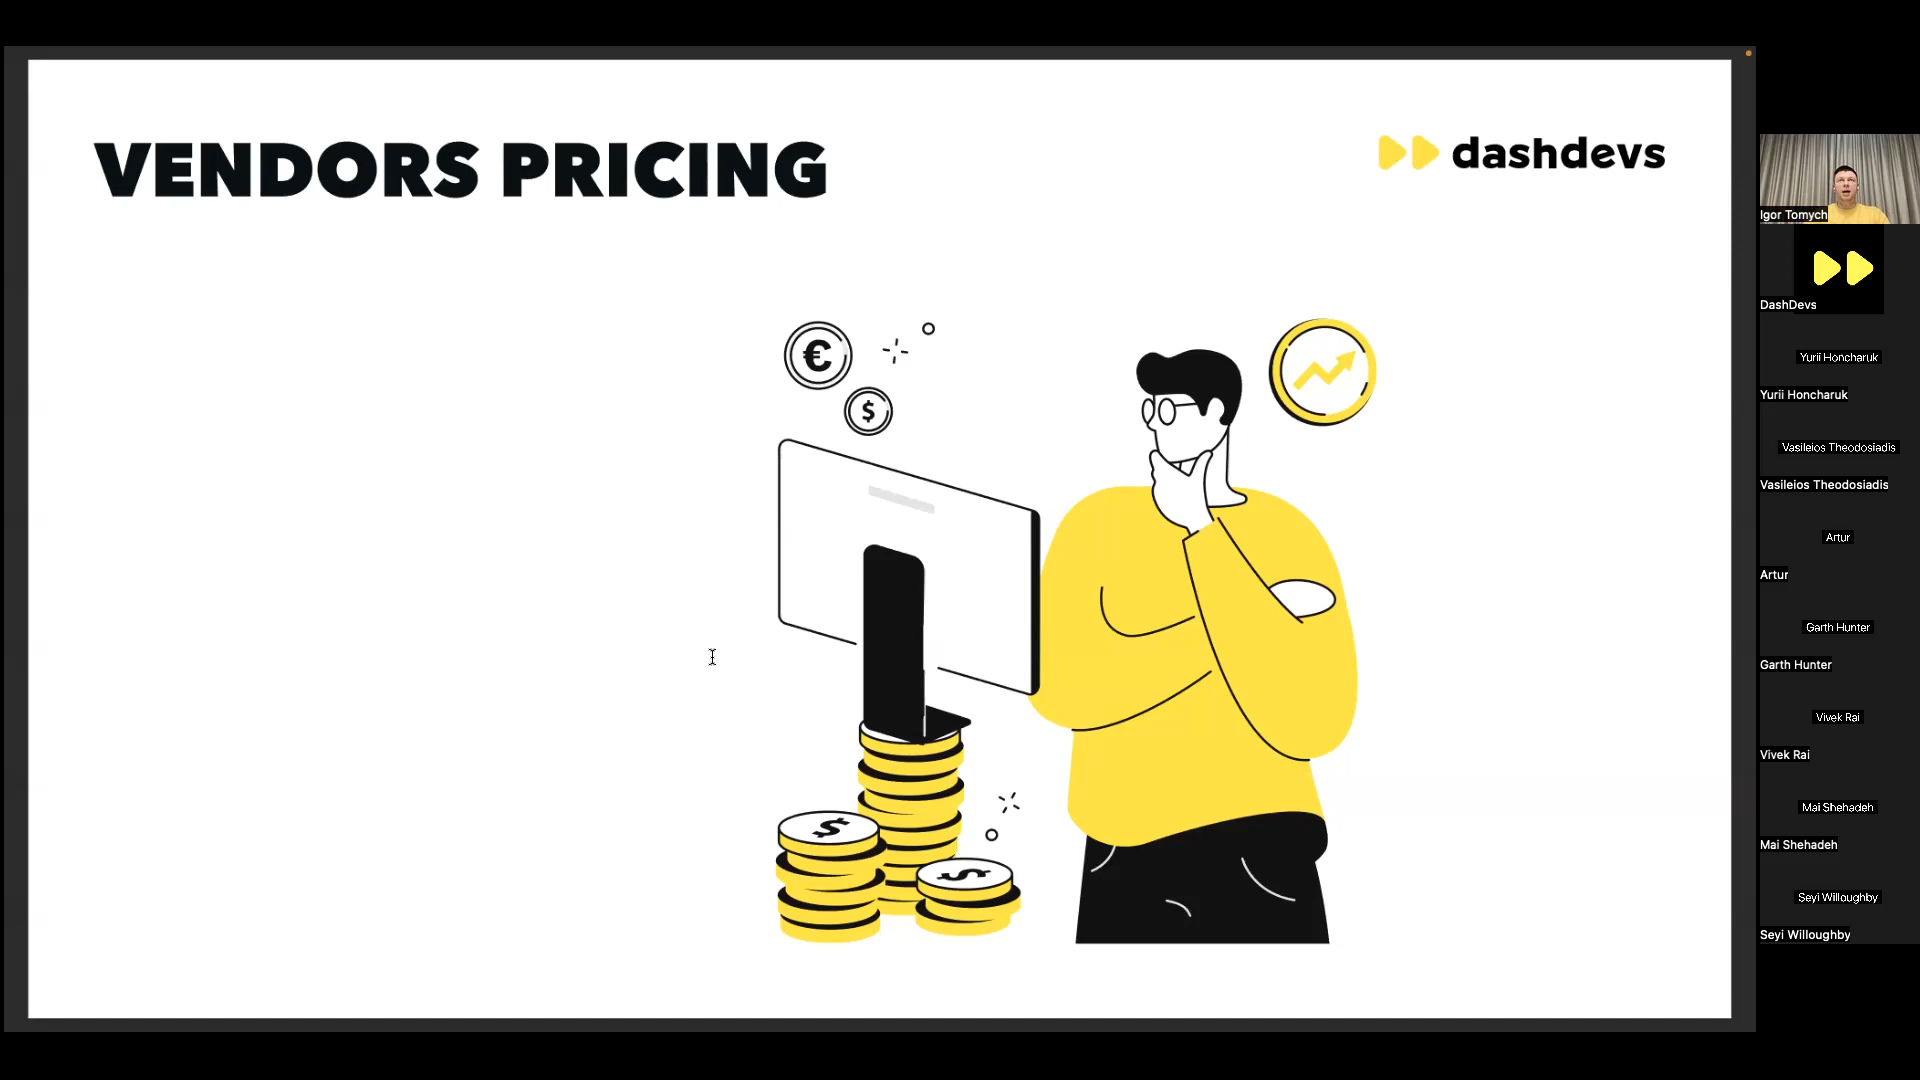 VENDORS PRICING
dashdevs
€
$
$
$
Igor Tomych
DashDevs
Yurii Honcharuk
Yurii Honcharuk
Vasileios Theodosiadis
Vasileios Theodosiadis
Artur
Artur
Garth Hunter
Garth Hunter
Vivek Rai
Vivek Rai
Mai Shehadeh
Mai Shehadeh
Seyi Willoughby
Seyi Willoughby